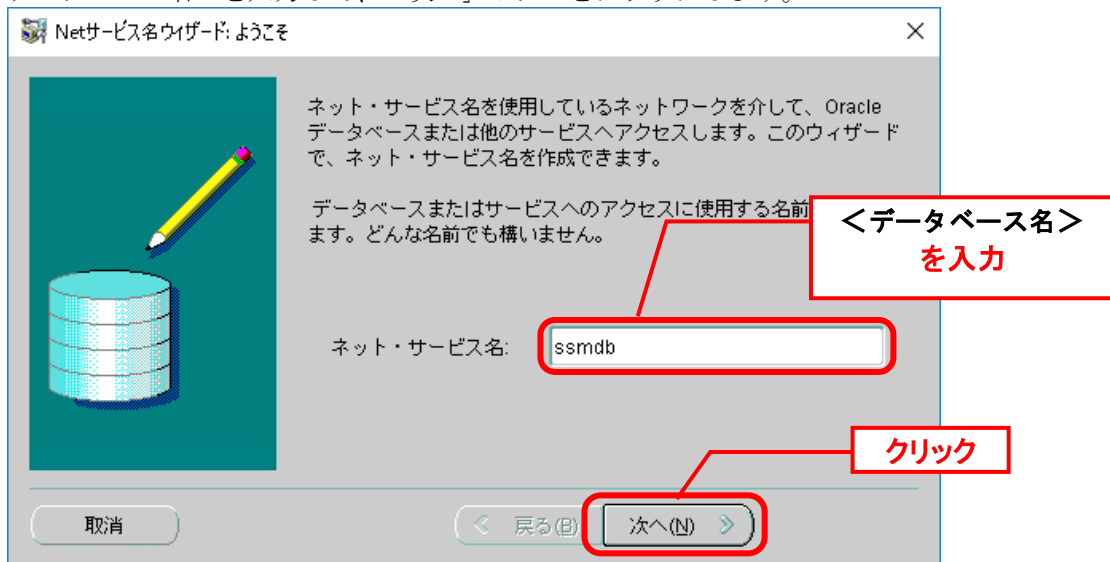 Netサービス名ウィザード: ようこそ
ネット・サービス名を使用しているネットワークを介して、Oracle
データベースまたは他のサービスへアクセスします。このウィザード
で、ネット・サービス名を作成できます。
データベースまたはサービスへのアクセスに使用する名前
ます。どんな名前でも構いません。
＜データベース名＞
を入力
ネット・サービス名:
ssmdb
クリック
取消
戻る(B)
次へ(N)